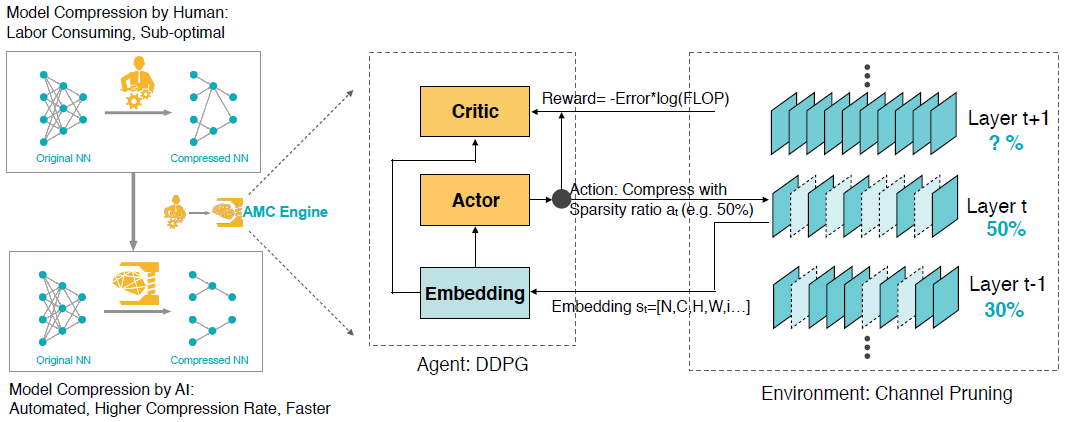 Model Compression by Human:
Labor Consuming, Sub-optimal
Original NN
Compressed NN
AMC Engine
Original NN
Compressed NN
Model Compression by AI:
Automated, Higher Compression Rate, Faster
Critic
Actor
Embedding
Agent: DDPG
Reward= -Error*log(FLOP)
Action: Compress with
Sparsity ratio at (e.g. 50%)
Embedding st=[N,C,H,W,i…]
Layer t+1
? %
Layer t
50%
Layer t-1
30%
Environment: Channel Pruning